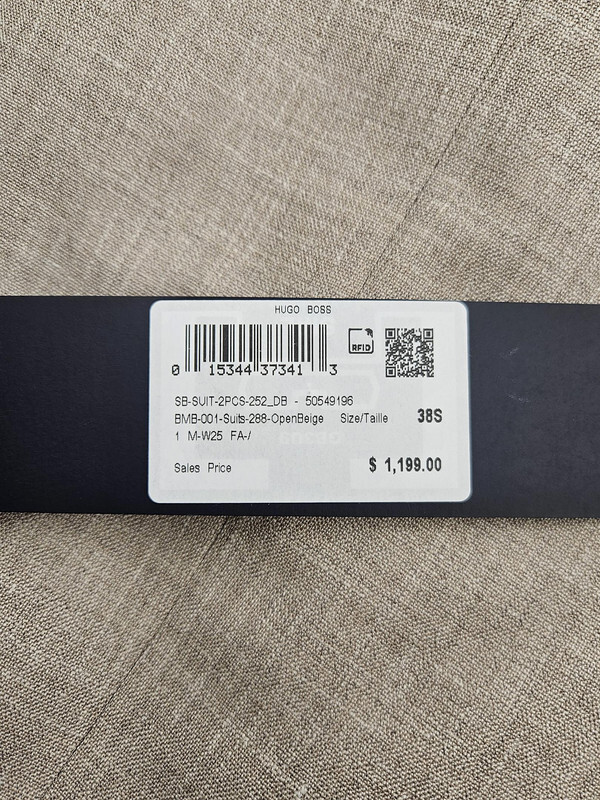 HUGO BOSS
RFID
0 15344 37341 3
SB-SUIT-2PCS-252_DB - 50549196
BMB-001-Suits-288-OpenBeige Size/Taille 38S
1 M-W25 FA-/
Sales Price $ 1,199.00